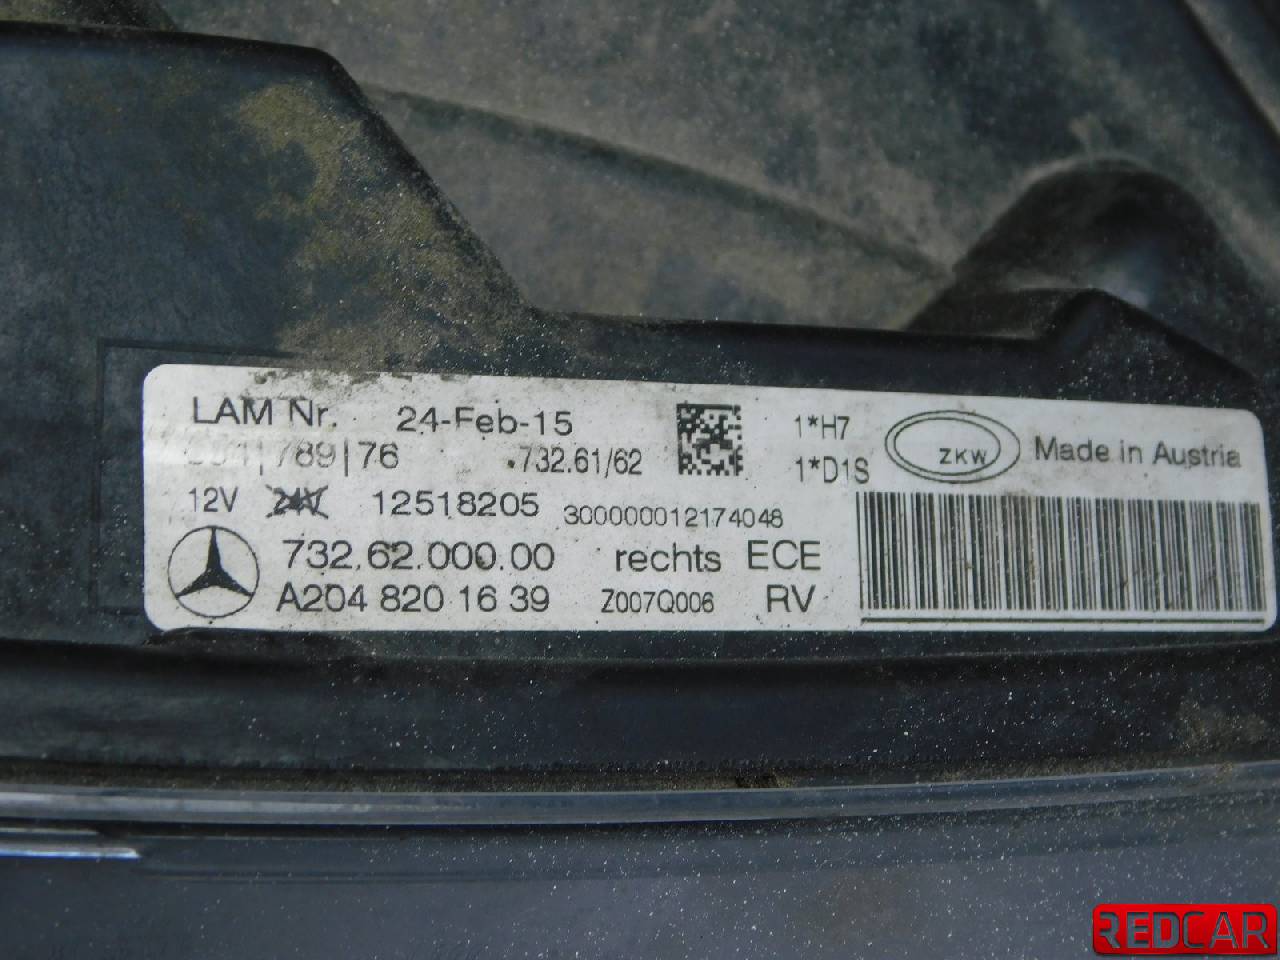 LAM Nr. 24-Feb-15
|789|76 732.61/62
1*H7
1*D1S
ZKW
Made in Austria
12V 24V 12518205 300000012174048
732.62.000.00 rechts ECE
A204 820 16 39 Z007Q006 RV
REDCAR